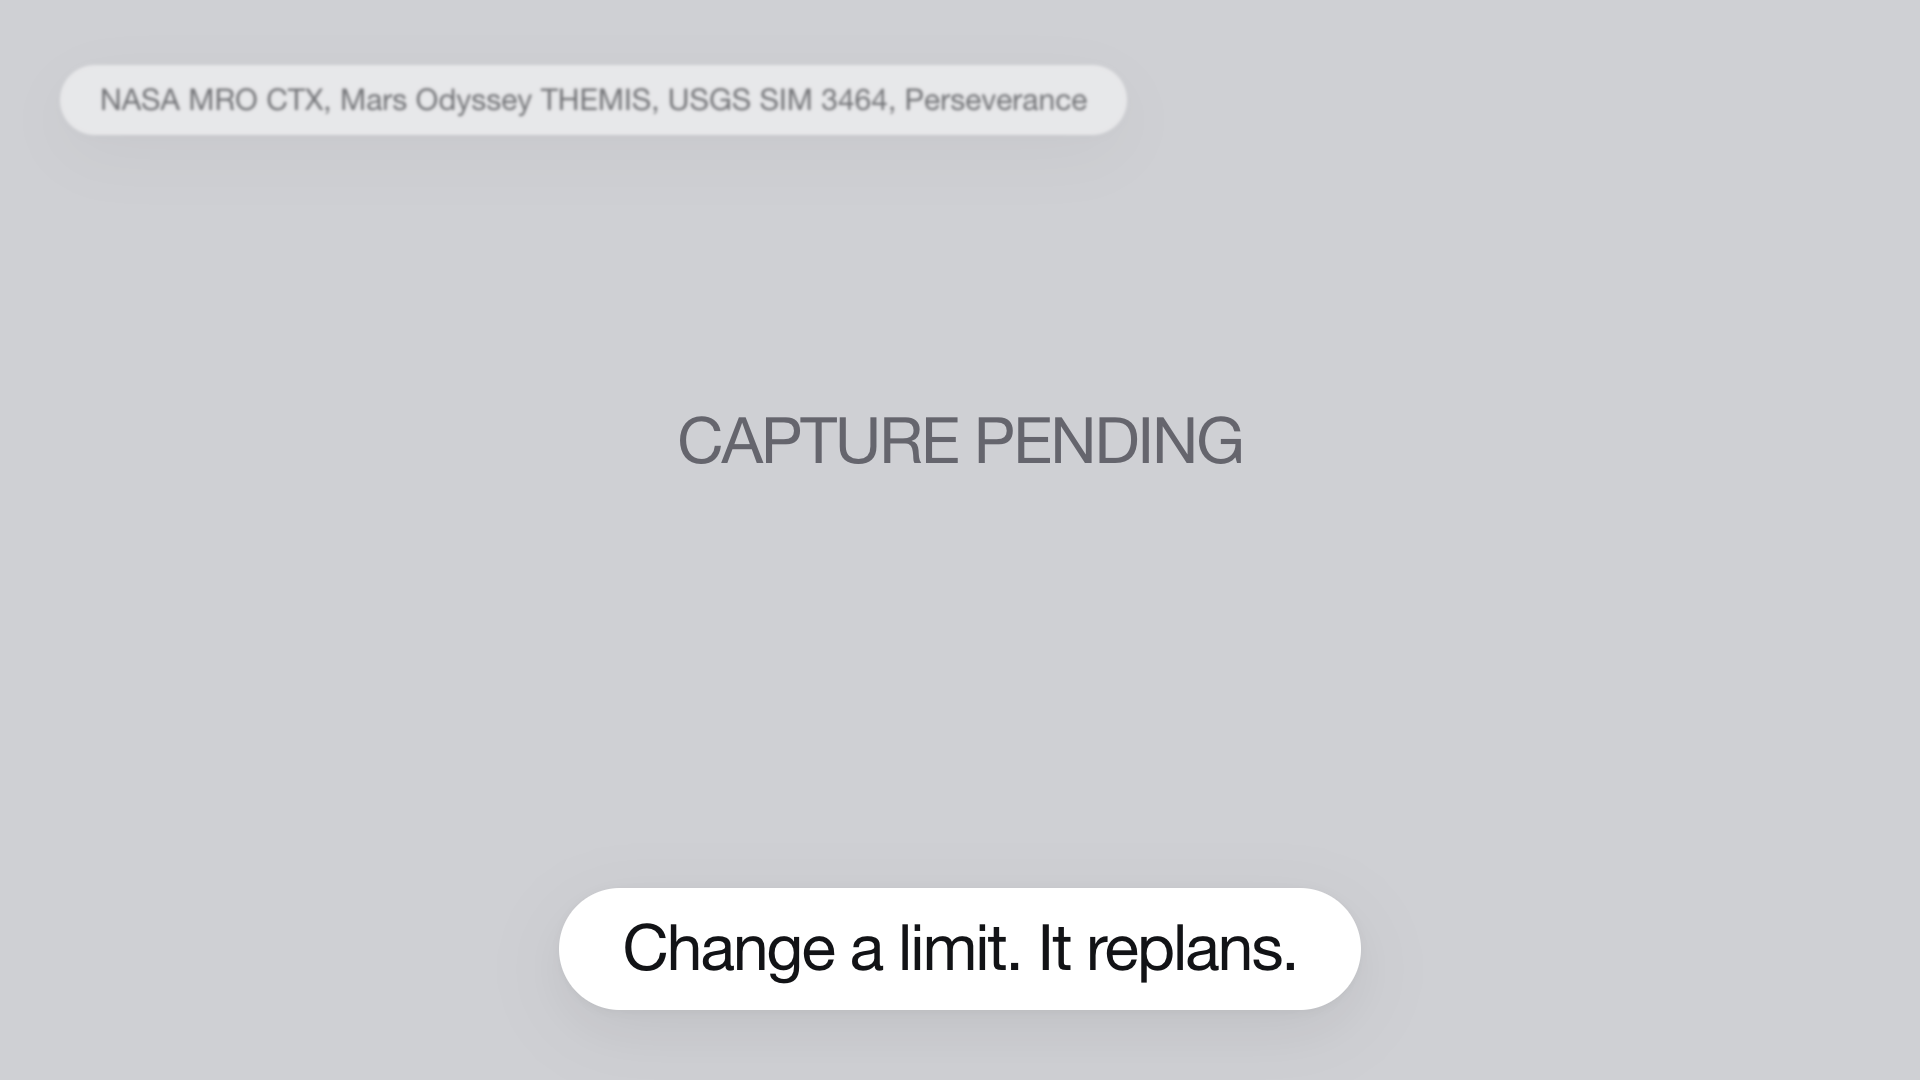 NASA MRO CTX, Mars Odyssey THEMIS, USGS SIM 3464, Perseverance
CAPTURE PENDING
Change a limit. It replans.